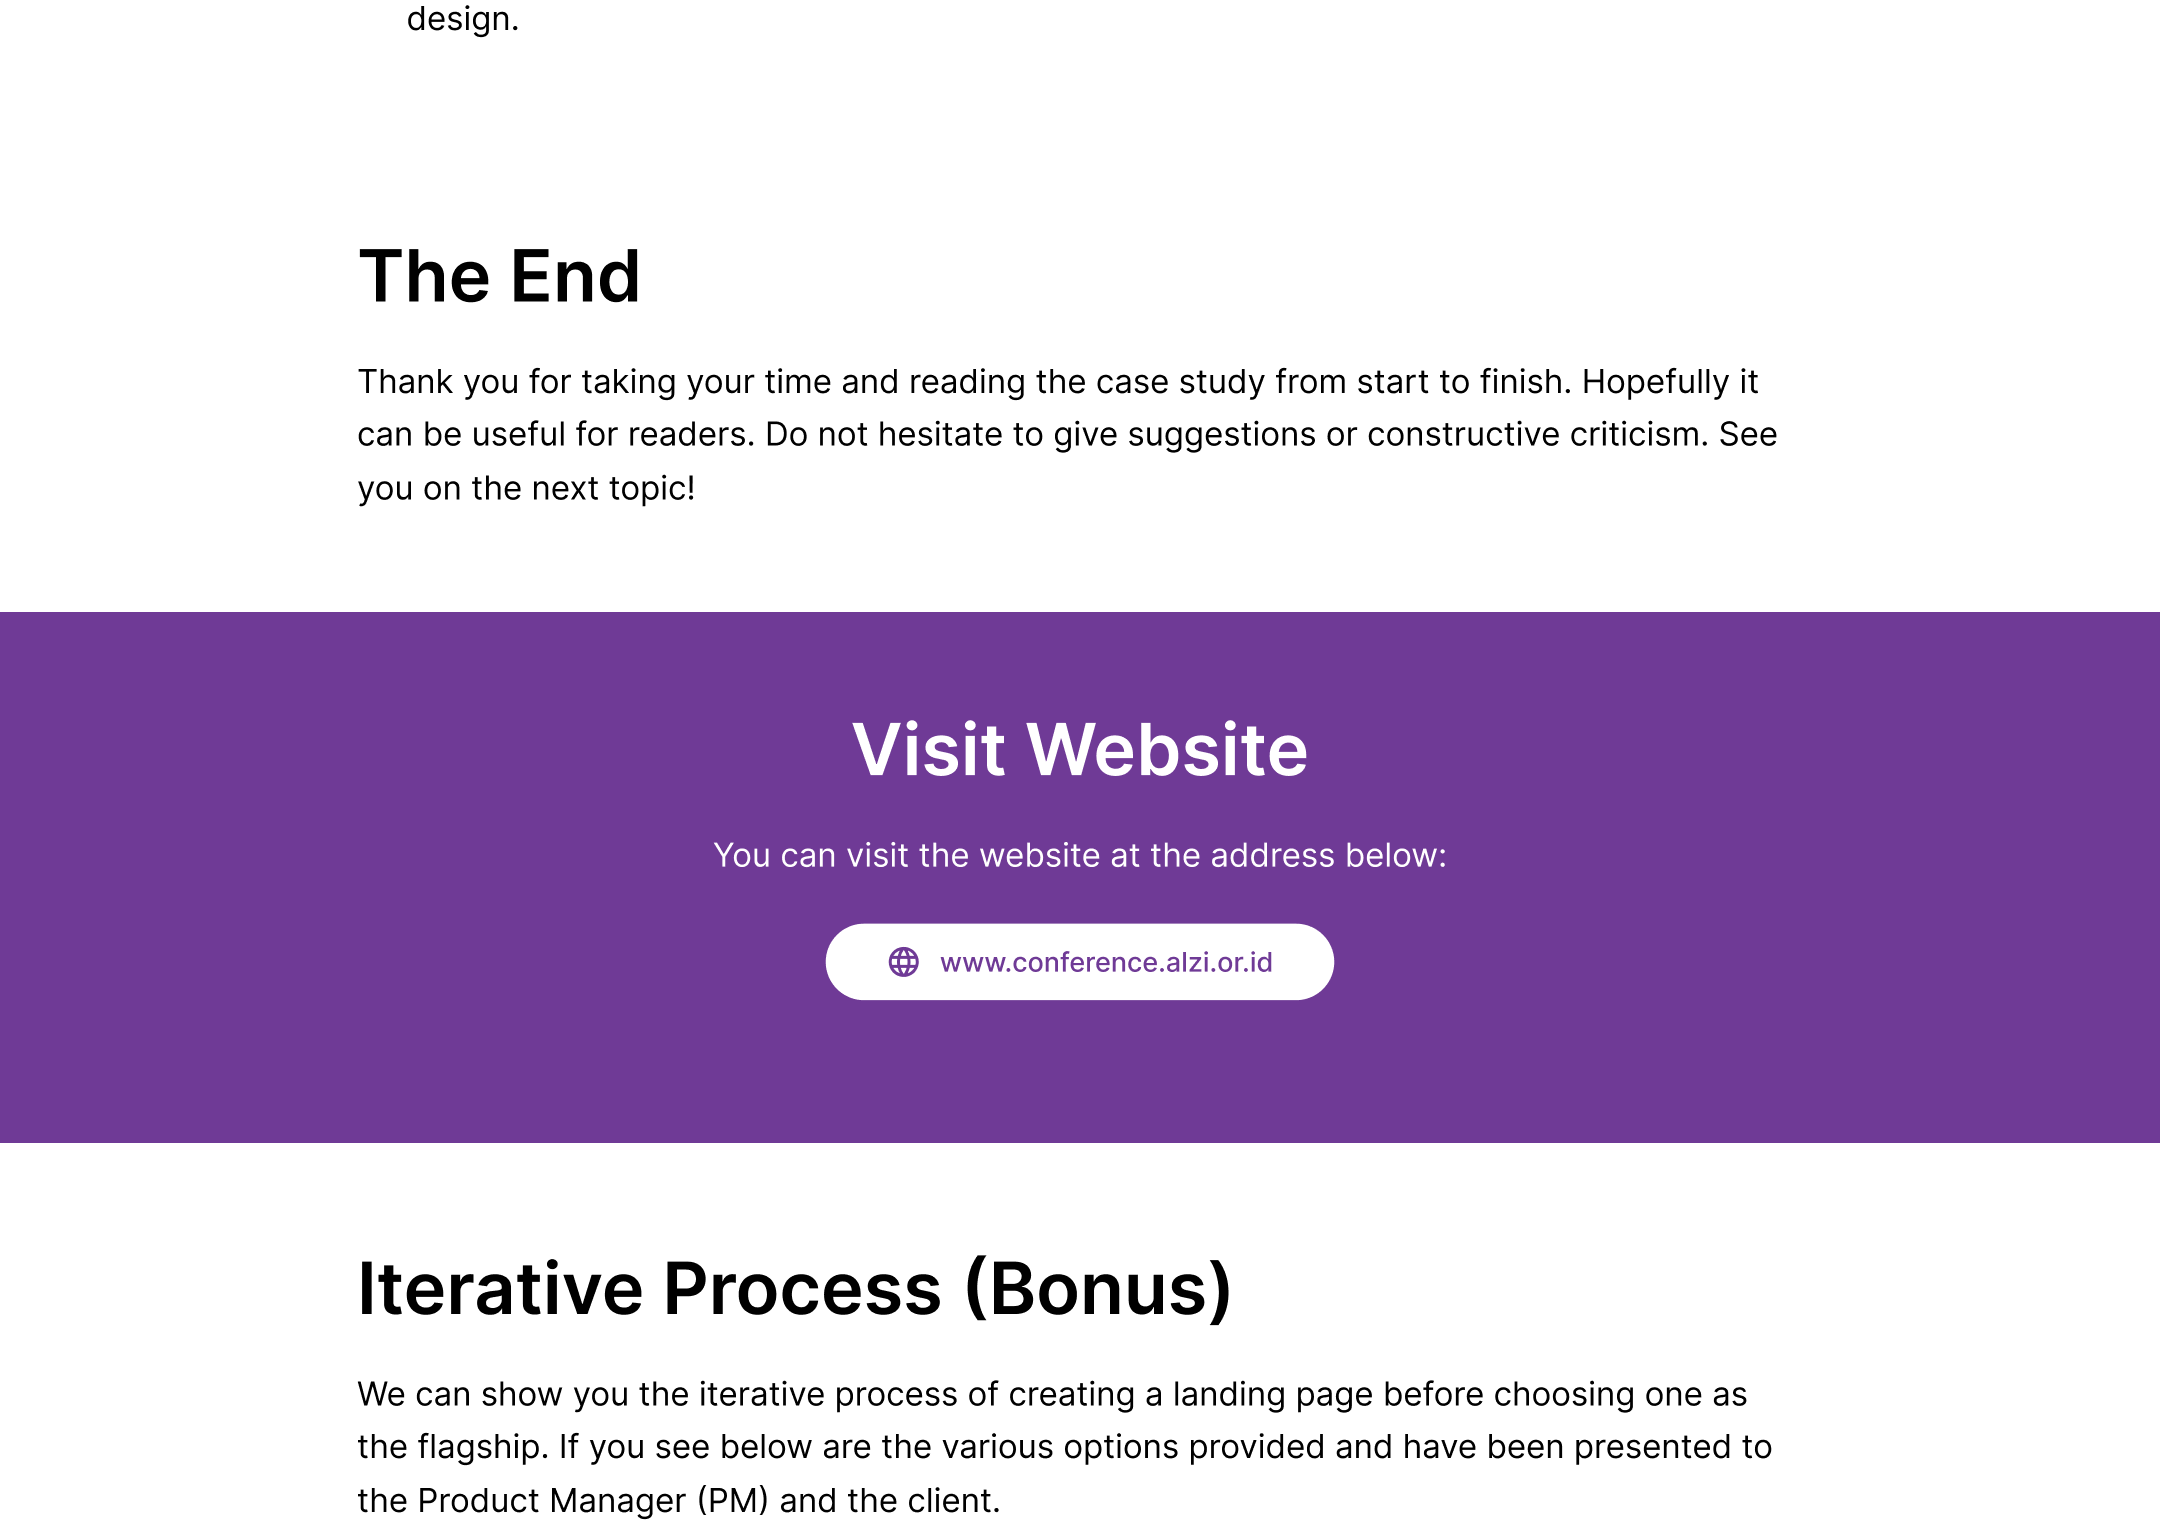 design.
The End
Thank you for taking your time and reading the case study from start to finish. Hopefully it
can be useful for readers. Do not hesitate to give suggestions or constructive criticism. See
you on the next topic!
Visit Website
You can visit the website at the address below:
www.conference.alzi.or.id
Iterative Process (Bonus)
We can show you the iterative process of creating a landing page before choosing one as
the flagship. If you see below are the various options provided and have been presented to
the Product Manager (PM) and the client.